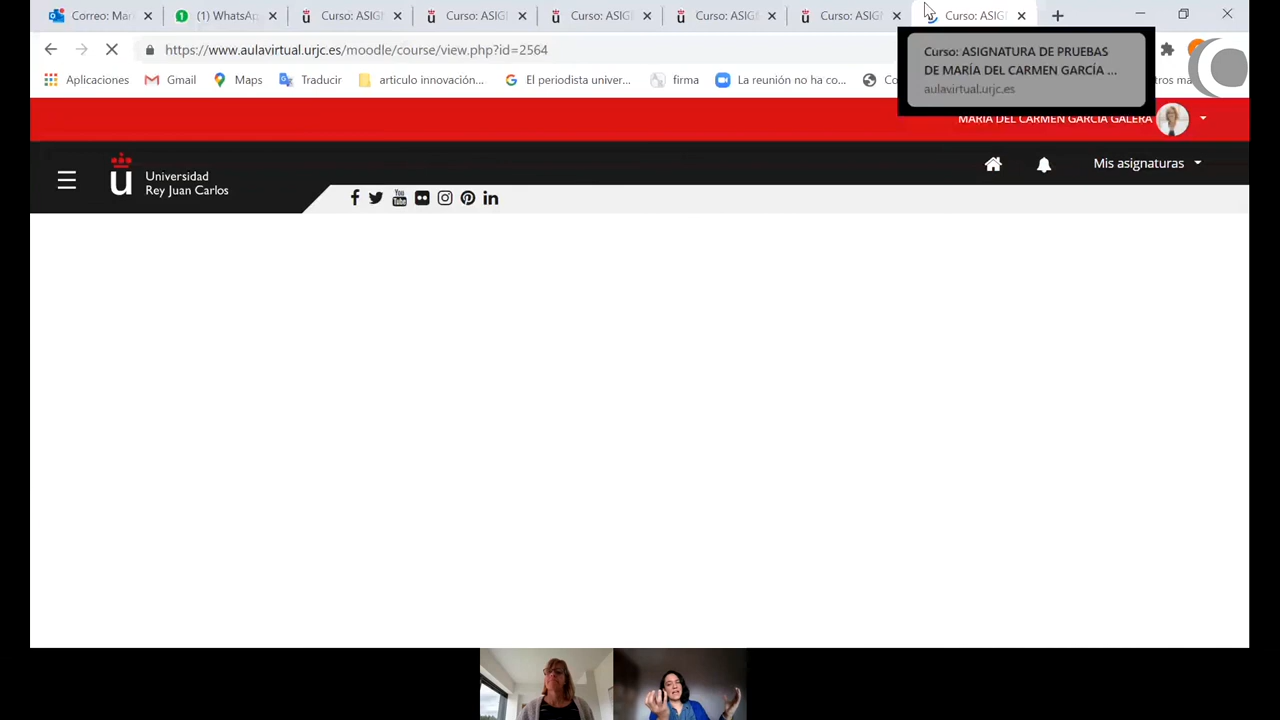 Correo: Mar
(1) WhatsAp
Curso: ASIG
Curso: ASIG
Curso: ASIG
Curso: ASIG
Curso: ASIG
Curso: ASIG
https://www.aulavirtual.urjc.es/moodle/course/view.php?id=2564
Curso: ASIGNATURA DE PRUEBAS
DE MARÍA DEL CARMEN GARCÍA ...
aulavirtual.urjc.es
Aplicaciones
Gmail
Maps
Traducir
articulo innovación...
El periodista univer...
firma
La reunión no ha co...
MARÍA DEL CARMEN GARCÍA GALERA
Universidad
Rey Juan Carlos
Mis asignaturas